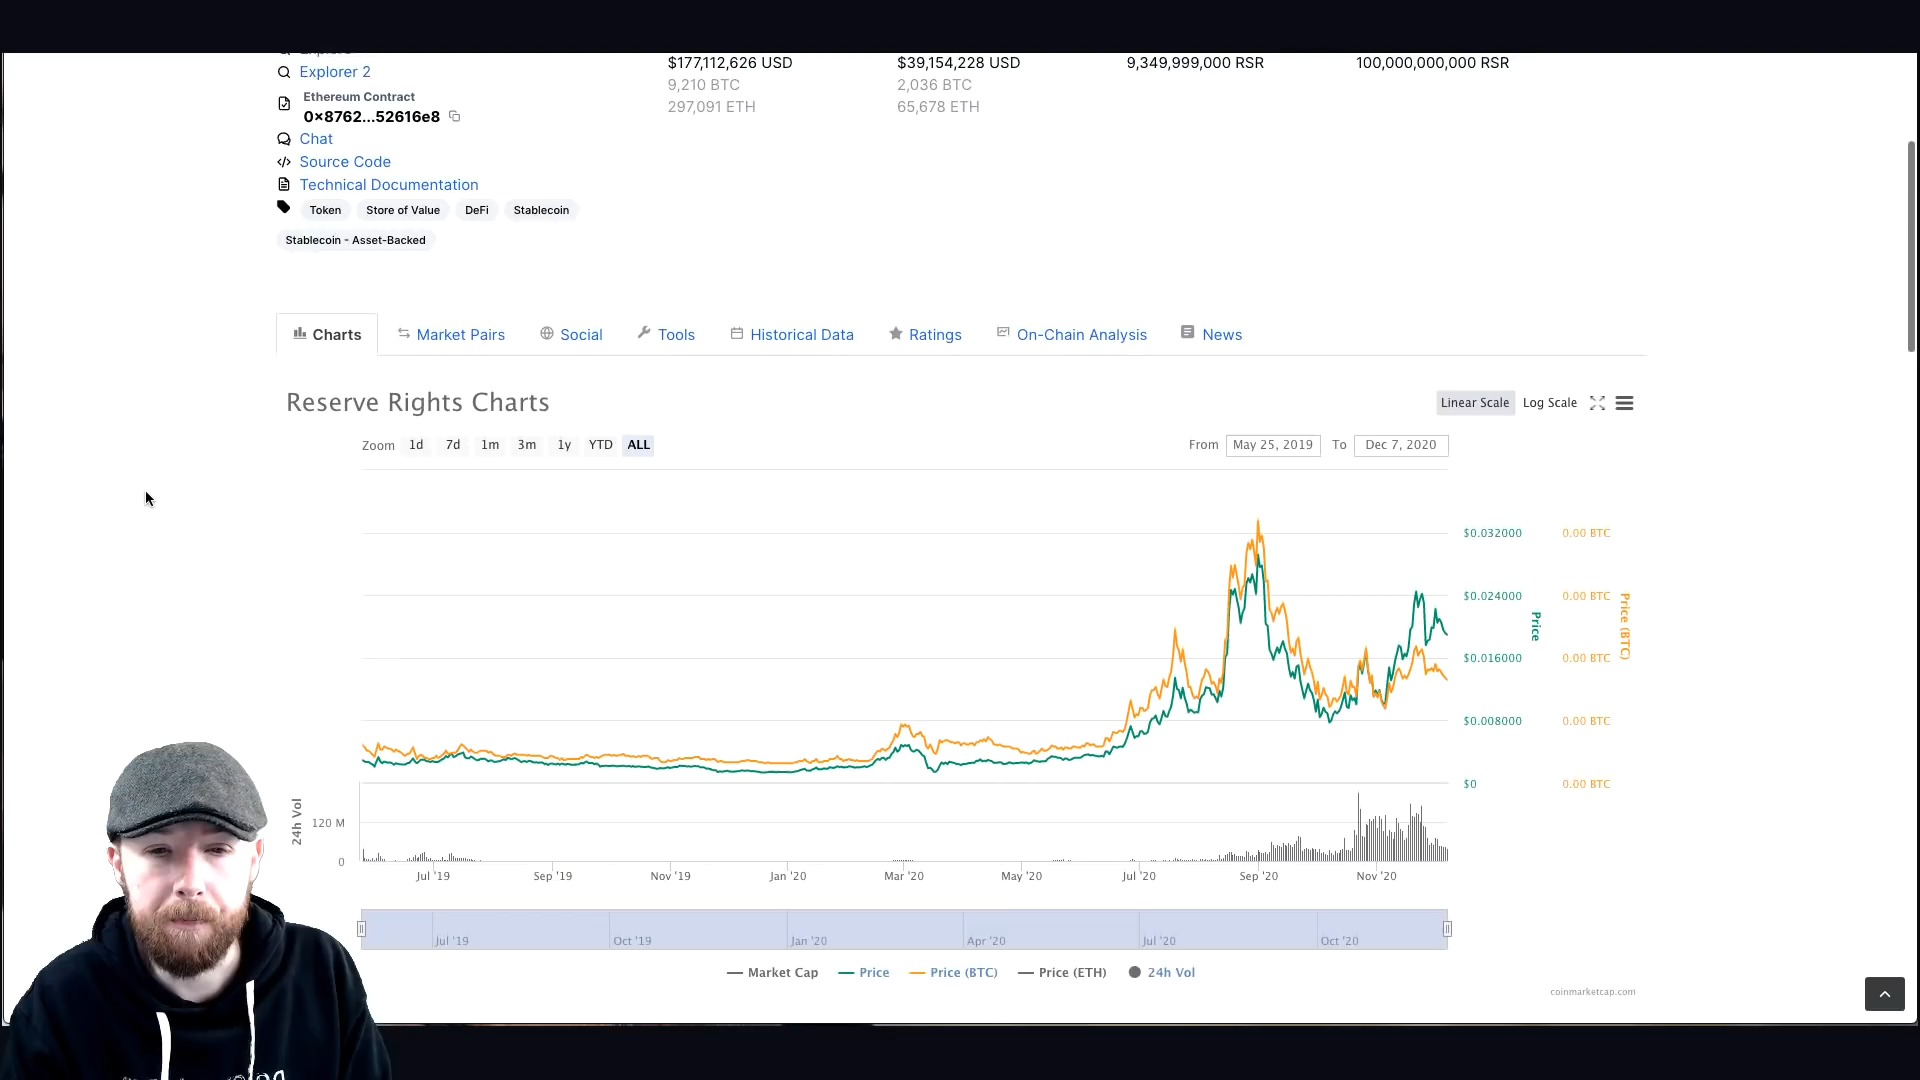 $177,112,626 USD
$39,154,228 USD
9,349,999,000 RSR
100,000,000,000 RSR
9,210 BTC
2,036 BTC
297,091 ETH
65,678 ETH
Explorer 2
Ethereum Contract
0×8762...52616e8
Chat
Source Code
Technical Documentation
Token
Store of Value
DeFi
Stablecoin
Stablecoin - Asset-Backed
Charts
Market Pairs
Social
Tools
Historical Data
Ratings
On-Chain Analysis
News
Reserve Rights Charts
Linear Scale
Log Scale
Zoom 1d 7d 1m 3m 1y YTD ALL
From May 25, 2019 To Dec 7, 2020
$0.032000
0.00 BTC
$0.024000
0.00 BTC
$0.016000
0.00 BTC
$0.008000
0.00 BTC
$0
0.00 BTC
Price
Price (BTC)
24h Vol
120 M
0
Jul '19
Sep '19
Nov '19
Jan '20
Mar '20
May '20
Jul '20
Sep '20
Nov '20
Jul '19
Oct '19
Jan '20
Apr '20
Jul '20
Oct '20
Market Cap
Price
Price (BTC)
Price (ETH)
24h Vol
coinmarketcap.com